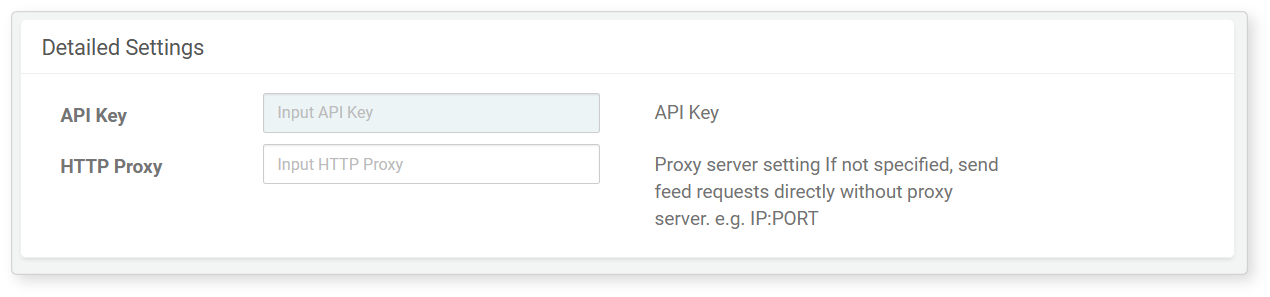 Detailed Settings
API Key
Input API Key
API Key
HTTP Proxy
Input HTTP Proxy
Proxy server setting If not specified, send
feed requests directly without proxy
server. e.g. IP:PORT